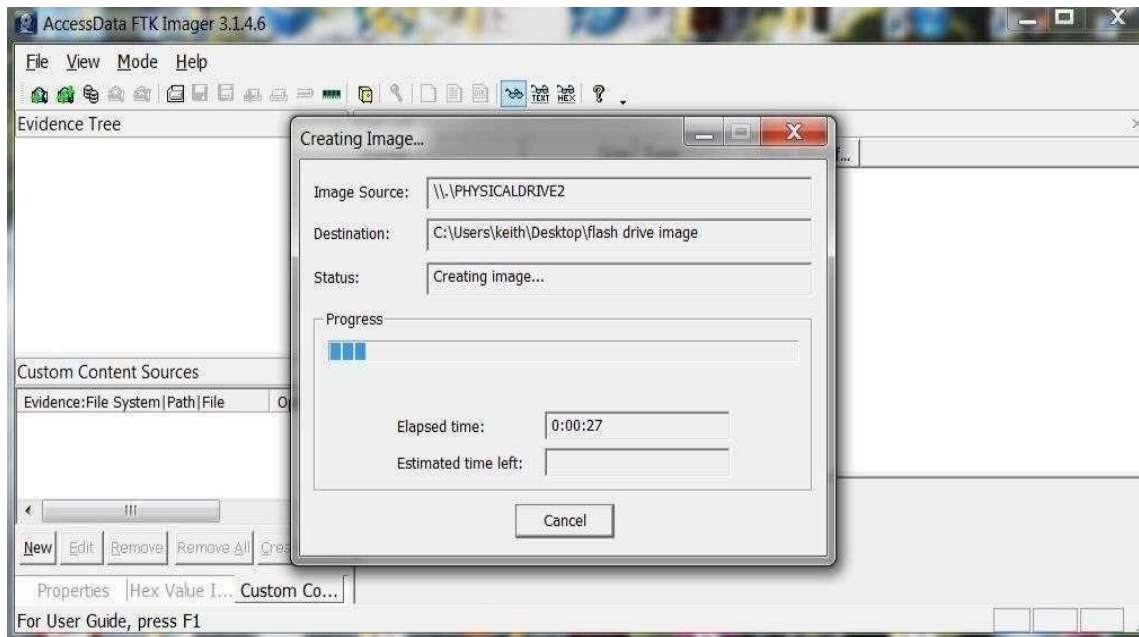 AccessData FTK Imager 3.1.4.6
File View Mode Help
TEXT HEX ?
Evidence Tree
Creating Image...
Image Source: \\.\PHYSICALDRIVE2
Destination: C:\Users\keith\Desktop\flash drive image
Status: Creating image...
Progress
Elapsed time: 0:00:27
Estimated time left:
Cancel
Custom Content Sources
Evidence:File System|Path|File
New Edit Remove Remove All
Properties Hex Value I... Custom Co...
For User Guide, press F1